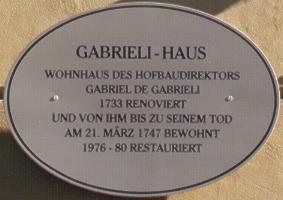 GABRIELI-HAUS
WOHNHAUS DES HOFBAUDIREKTORS
GABRIEL DE GABRIELI
1733 RENOVIERT
UND VON IHM BIS ZU SEINEM TOD
AM 21. MÄRZ 1747 BEWOHNT
1976 - 80 RESTAURIERT